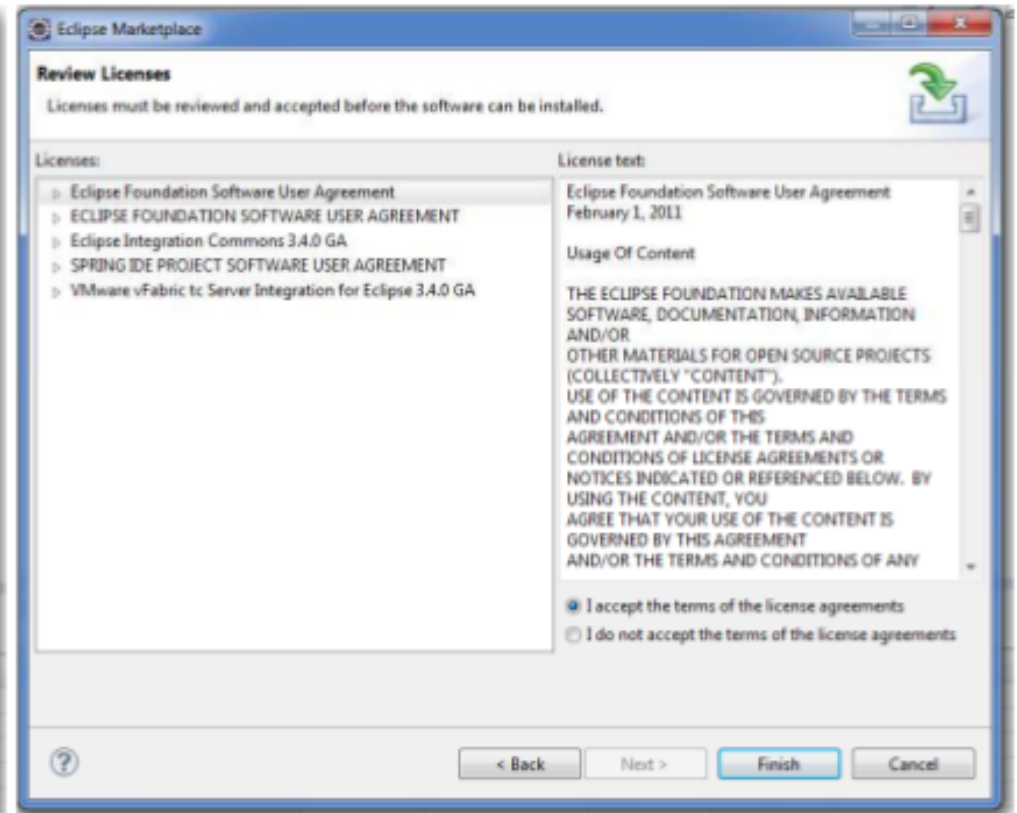 Eclipse Marketplace
Review Licenses
Licenses must be reviewed and accepted before the software can be installed.
Licenses:
Eclipse Foundation Software User Agreement
ECLIPSE FOUNDATION SOFTWARE USER AGREEMENT
Eclipse Integration Commons 3.4.0 GA
SPRING IDE PROJECT SOFTWARE USER AGREEMENT
VMware vFabric tc Server Integration for Eclipse 3.4.0 GA
License text:
Eclipse Foundation Software User Agreement
February 1, 2011
Usage Of Content
THE ECLIPSE FOUNDATION MAKES AVAILABLE
SOFTWARE, DOCUMENTATION, INFORMATION
AND/OR
OTHER MATERIALS FOR OPEN SOURCE PROJECTS
(COLLECTIVELY "CONTENT").
USE OF THE CONTENT IS GOVERNED BY THE TERMS
AND CONDITIONS OF THIS
AGREEMENT AND/OR THE TERMS AND
CONDITIONS OF LICENSE AGREEMENTS OR
NOTICES INDICATED OR REFERENCED BELOW.  BY
USING THE CONTENT, YOU
AGREE THAT YOUR USE OF THE CONTENT IS
GOVERNED BY THIS AGREEMENT
AND/OR THE TERMS AND CONDITIONS OF ANY
I accept the terms of the license agreements
I do not accept the terms of the license agreements
?
< Back
Next >
Finish
Cancel